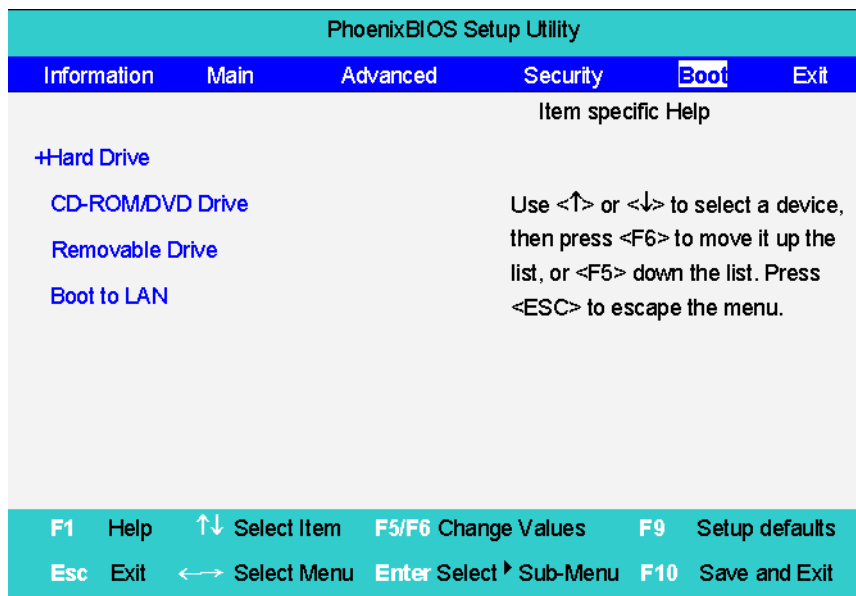 PhoenixBIOS Setup Utility
Information Main Advanced Security Boot Exit
Item specific Help
+Hard Drive
CD-ROM/DVD Drive
Removable Drive
Boot to LAN
Use <↑> or <↓> to select a device,
then press <F6> to move it up the
list, or <F5> down the list. Press
<ESC> to escape the menu.
F1 Help ↑↓ Select Item F5/F6 Change Values F9 Setup defaults
Esc Exit ←→ Select Menu Enter Select ▶ Sub-Menu F10 Save and Exit